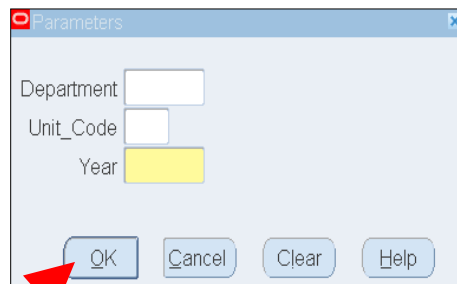 Parameters
Department
Unit_Code
Year
OK Cancel Clear Help